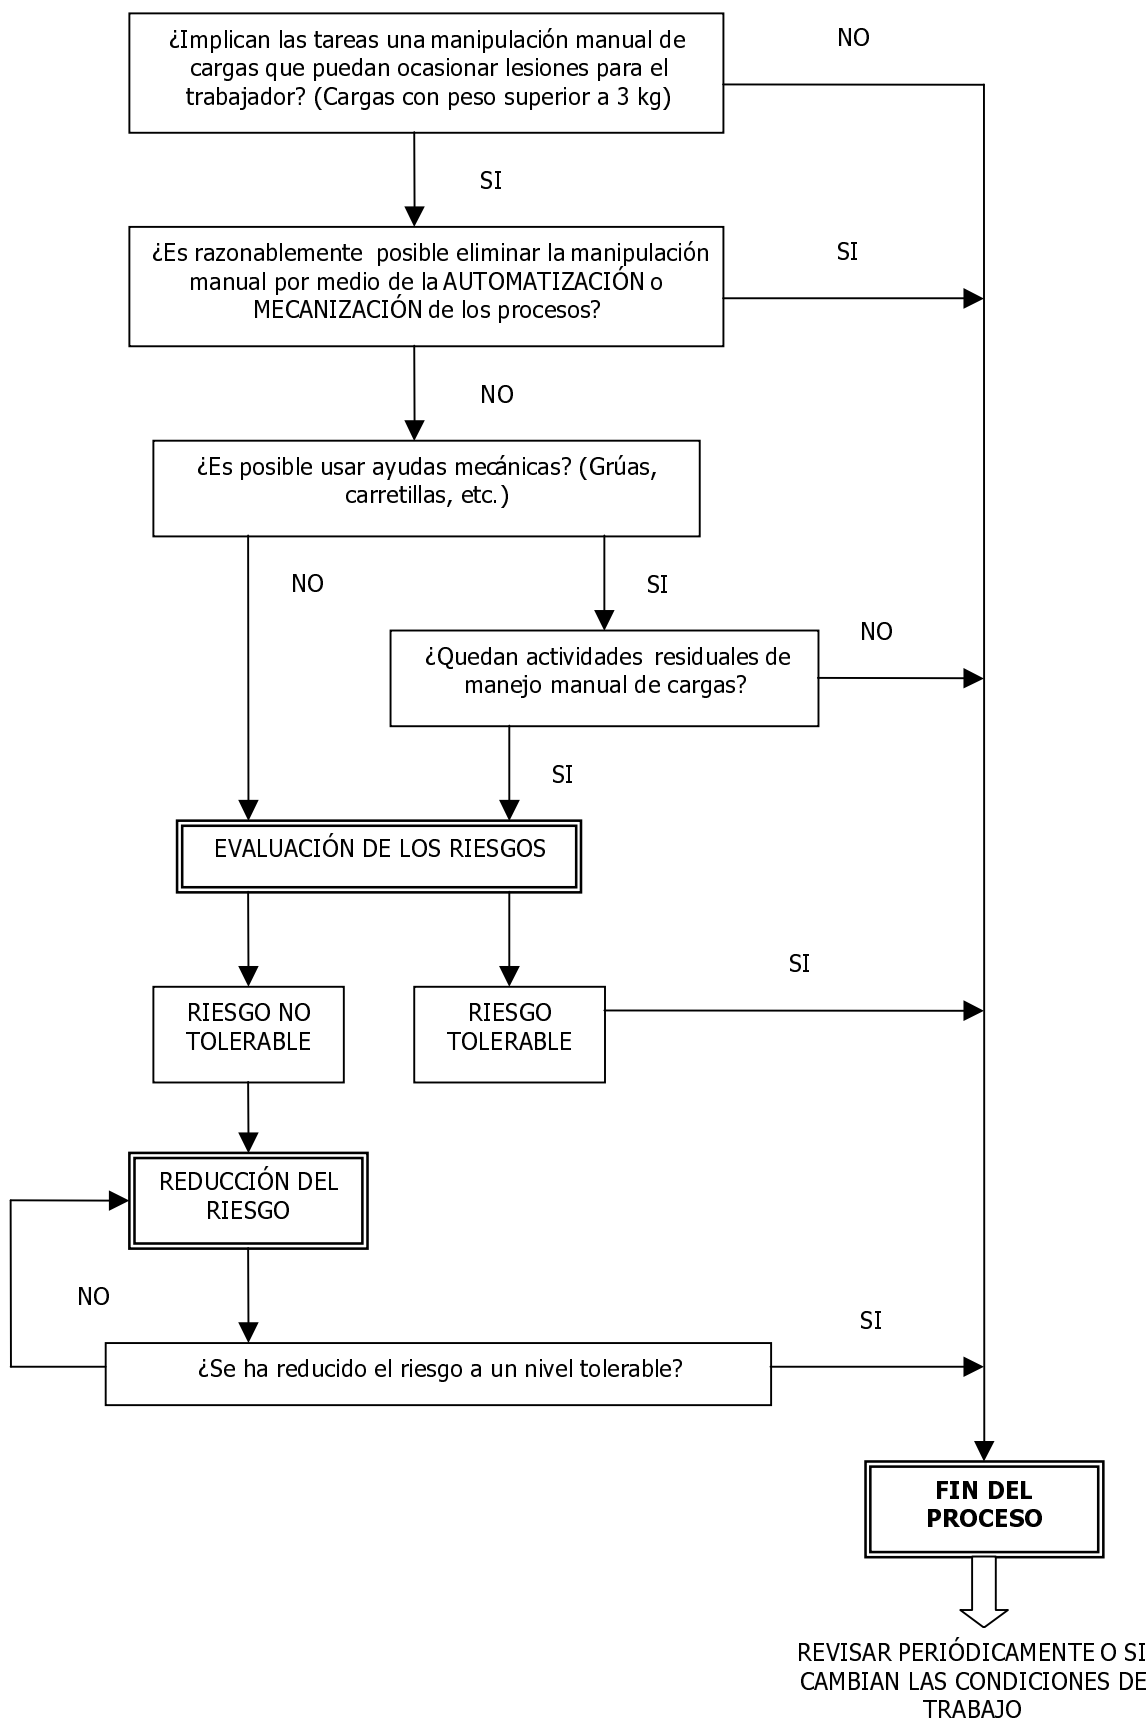 ¿Implican las tareas una manipulación manual de
cargas que puedan ocasionar lesiones para el
trabajador? (Cargas con peso superior a 3 kg)
NO
SI
¿Es razonablemente posible eliminar la manipulación
manual por medio de la AUTOMATIZACIÓN o
MECANIZACIÓN de los procesos?
SI
NO
¿Es posible usar ayudas mecánicas? (Grúas,
carretillas, etc.)
NO
SI
¿Quedan actividades residuales de
manejo manual de cargas?
NO
SI
EVALUACIÓN DE LOS RIESGOS
RIESGO NO
TOLERABLE
RIESGO
TOLERABLE
SI
REDUCCIÓN DEL
RIESGO
NO
¿Se ha reducido el riesgo a un nivel tolerable?
SI
FIN DEL
PROCESO
REVISAR PERIÓDICAMENTE O SI
CAMBIAN LAS CONDICIONES DE
TRABAJO